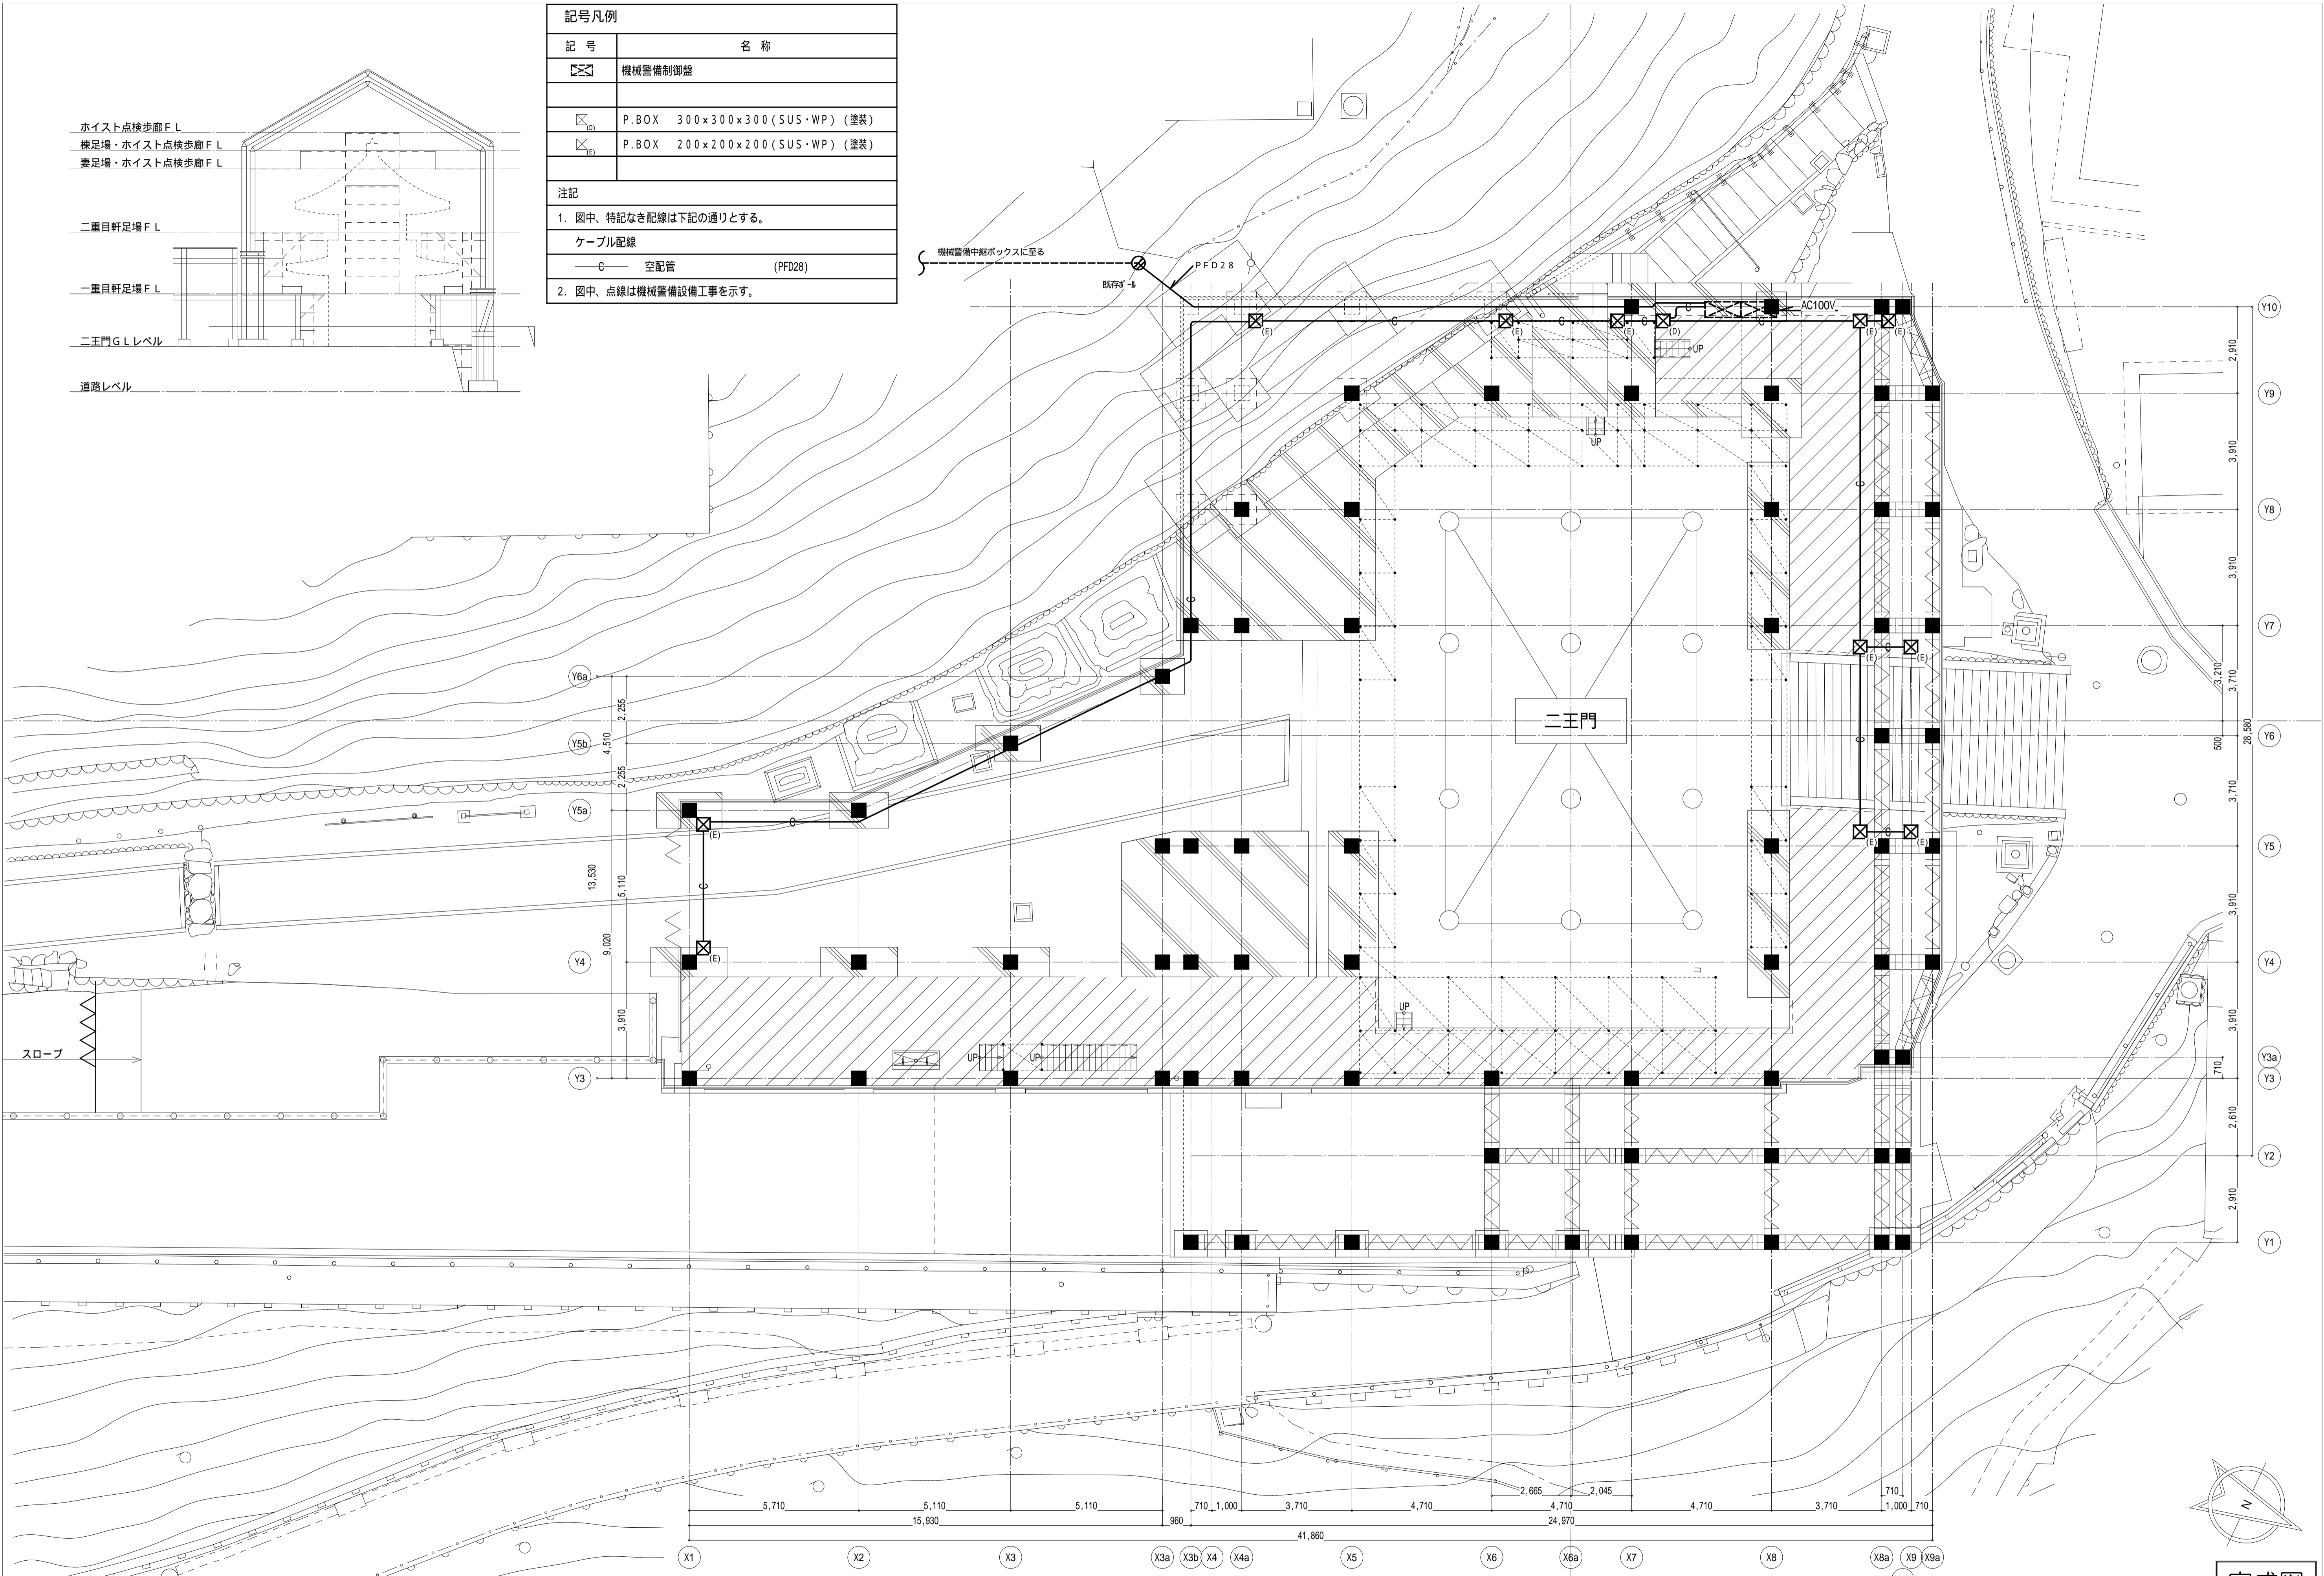 記号凡例
記 号 名 称
機械警備制御盤
(D) P.BOX 300x300x300(SUS・WP) (塗装)
(E) P.BOX 200x200x200(SUS・WP) (塗装)
注記
1. 図中、特記なき配線は下記の通りとする。
ケーブル配線
C 空配管 (PFD28)
2. 図中、点線は機械警備設備工事を示す。
ホイスト点検歩廊FL
棟足場・ホイスト点検歩廊FL
妻足場・ホイスト点検歩廊FL
二重目軒足場FL
一重目軒足場FL
二王門GLレベル
道路レベル
機械警備中継ボックスに至る
既存ポール
PFD28
AC100V
C C C C C
(E) (E) (E) (D) (E) (E)
UP
UP
C
C
(E) C (E)
C
(E) C (E)
二王門
(E)
C
C
(E)
UP
UP UP
スロープ
Y6a
Y5b
Y5a
Y4
Y3
2,255
4,510
2,255
13,530
5,110
9,020
3,910
Y10
2,910
Y9
3,910
Y8
3,910
Y7
3,210
3,710
Y6
500
28,580
3,710
Y5
3,910
Y4
3,910
Y3a
710
Y3
2,610
Y2
2,910
Y1
2,665 2,045 710
5,710 5,110 5,110 710 1,000 3,710 4,710 4,710 4,710 3,710 1,000 710
15,930 960 24,970
41,860
X1 X2 X3 X3a X3b X4 X4a X5 X6 X6a X7 X8 X8a X9 X9a
N